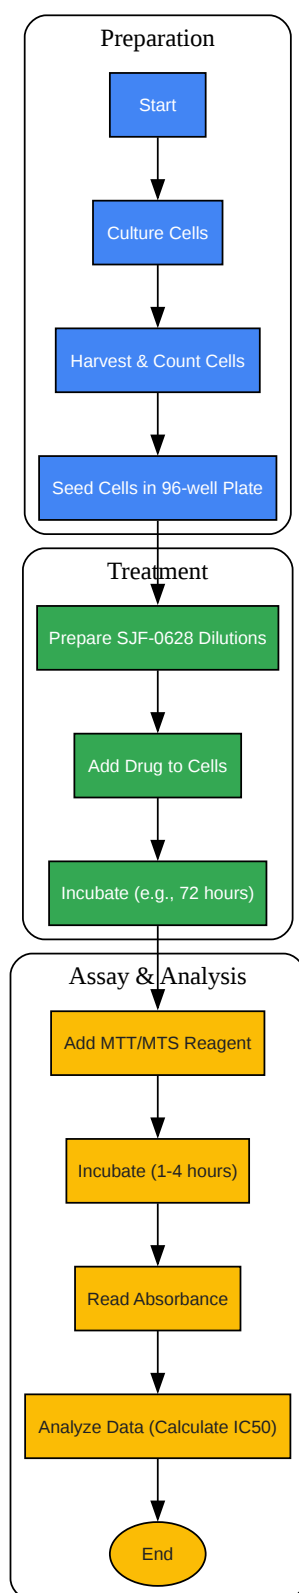 Preparation
Start
Culture Cells
Harvest & Count Cells
Seed Cells in 96-well Plate
Treatment
Prepare SJF-0628 Dilutions
Add Drug to Cells
Incubate (e.g., 72 hours)
Assay & Analysis
Add MTT/MTS Reagent
Incubate (1-4 hours)
Read Absorbance
Analyze Data (Calculate IC50)
End